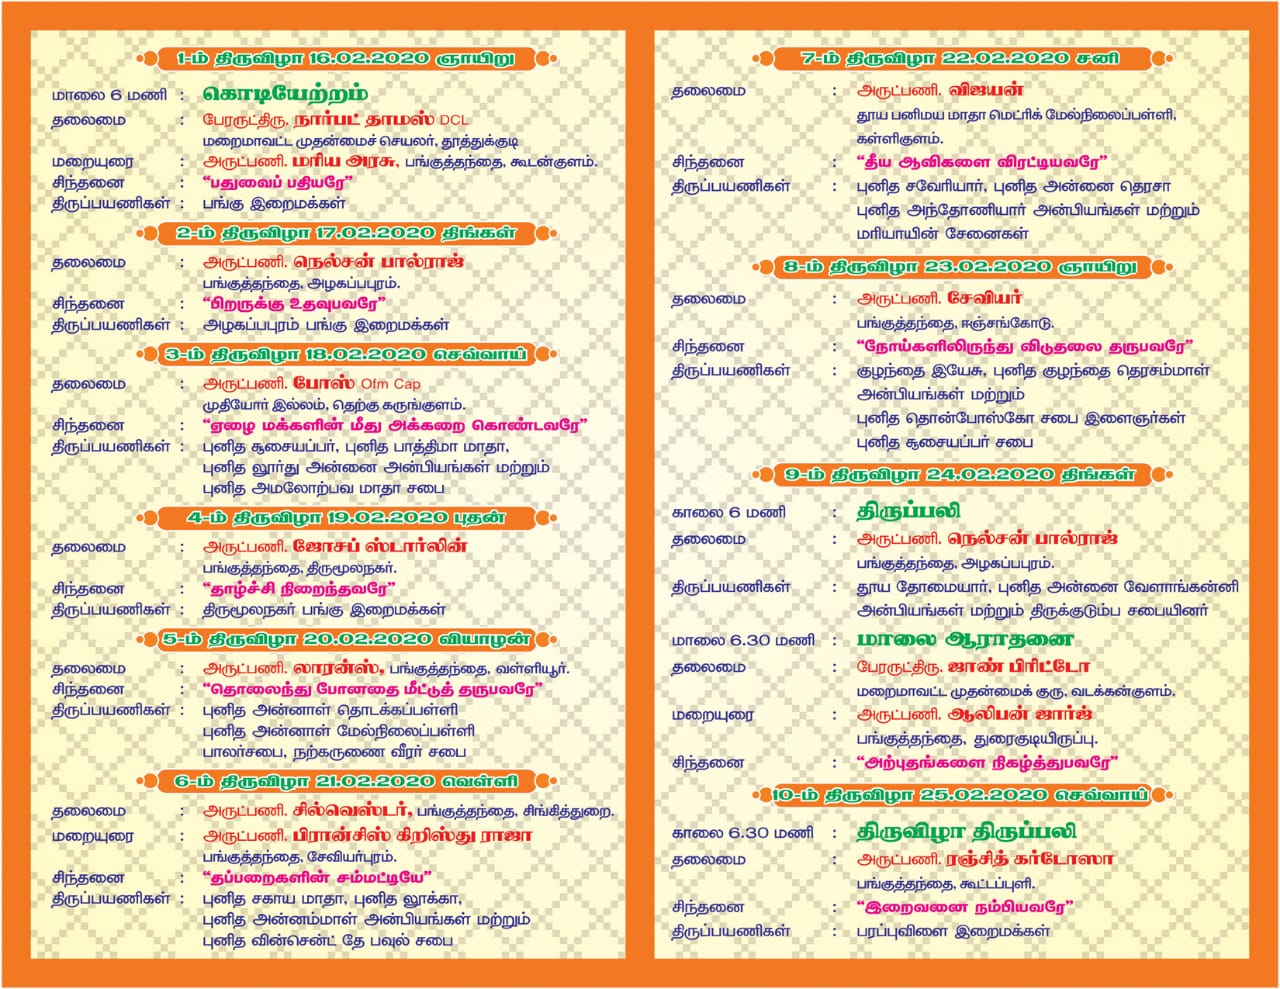 1-ம் திருவிழா 16.02.2020 ஞாயிறு
மாலை 6 மணி : கொடியேற்றம்
தலைமை : பேரருட்திரு. நார்பட் தாமஸ் DCL
மறைமாவட்ட முதன்மைச் செயலர், தூத்துக்குடி
மறையுரை : அருட்பணி. மரிய அரசு, பங்குத்தந்தை, கூடன்குளம்.
சிந்தனை : “பதுவைப் பதியரே”
திருப்பயணிகள் : பங்கு இறைமக்கள்
2-ம் திருவிழா 17.02.2020 திங்கள்
தலைமை : அருட்பணி. நெல்சன் பால்ராஜ்
பங்குத்தந்தை, அழகப்பபுரம்.
சிந்தனை : “பிறருக்கு உதவுபவரே”
திருப்பயணிகள் : அழகப்பபுரம் பங்கு இறைமக்கள்
3-ம் திருவிழா 18.02.2020 செவ்வாய்
தலைமை : அருட்பணி. போஸ் Ofm Cap
முதியோர் இல்லம், தெற்கு கருங்குளம்.
சிந்தனை : “ஏழை மக்களின் மீது அக்கறை கொண்டவரே”
திருப்பயணிகள் : புனித சூசையப்பர், புனித பாத்திமா மாதா,
புனித லூர்து அன்னை அன்பியங்கள் மற்றும்
புனித அமலோற்பவ மாதா சபை
4-ம் திருவிழா 19.02.2020 புதன்
தலைமை : அருட்பணி. ஜோசப் ஸ்டார்லின்
பங்குத்தந்தை, திருமூலநகர்.
சிந்தனை : “தாழ்ச்சி நிறைந்தவரே”
திருப்பயணிகள் : திருமூலநகர் பங்கு இறைமக்கள்
5-ம் திருவிழா 20.02.2020 வியாழன்
தலைமை : அருட்பணி. லாரன்ஸ், பங்குத்தந்தை, வள்ளியூர்.
சிந்தனை : “தொலைந்து போனதை மீட்டுத் தருபவரே”
திருப்பயணிகள் : புனித அன்னாள் தொடக்கப்பள்ளி
புனித அன்னாள் மேல்நிலைப்பள்ளி
பாலர்சபை, நற்கருணை வீரர் சபை
6-ம் திருவிழா 21.02.2020 வெள்ளி
தலைமை : அருட்பணி. சில்வெஸ்டர், பங்குத்தந்தை, சிங்கித்துறை.
மறையுரை : அருட்பணி. பிரான்சிஸ் கிறிஸ்து ராஜா
பங்குத்தந்தை, சேவியர்புரம்.
சிந்தனை : “தப்பறைகளின் சம்மட்டியே”
திருப்பயணிகள் : புனித சகாய மாதா, புனித லூக்கா,
புனித அன்னம்மாள் அன்பியங்கள் மற்றும்
புனித வின்சென்ட் தே பவுல் சபை
7-ம் திருவிழா 22.02.2020 சனி
தலைமை : அருட்பணி. விஜயன்
தூய பனிமய மாதா மெட்ரிக் மேல்நிலைப்பள்ளி,
கள்ளிகுளம்.
சிந்தனை : “தீய ஆவிகளை விரட்டியவரே”
திருப்பயணிகள் : புனித சவேரியார், புனித அன்னை தெரசா
புனித அந்தோணியார் அன்பியங்கள் மற்றும்
மரியாயின் சேனைகள்
8-ம் திருவிழா 23.02.2020 ஞாயிறு
தலைமை : அருட்பணி. சேவியர்
பங்குத்தந்தை, ஈஞ்சங்கோடு.
சிந்தனை : “நோய்களிலிருந்து விடுதலை தருபவரே”
திருப்பயணிகள் : குழந்தை இயேசு, புனித குழந்தை தெரசம்மாள்
அன்பியங்கள் மற்றும்
புனித தொன்போஸ்கோ சபை இளைஞர்கள்
புனித சூசையப்பர் சபை
9-ம் திருவிழா 24.02.2020 திங்கள்
காலை 6 மணி : திருப்பலி
தலைமை : அருட்பணி. நெல்சன் பால்ராஜ்
பங்குத்தந்தை, அழகப்பபுரம்.
திருப்பயணிகள் : தூய தோமையார், புனித அன்னை வேளாங்கன்னி
அன்பியங்கள் மற்றும் திருக்குடும்ப சபையினர்
மாலை 6.30 மணி : மாலை ஆராதனை
தலைமை : பேரருட்திரு. ஜாண் பிரிட்டோ
மறைமாவட்ட முதன்மைக் குரு, வடக்கன்குளம்.
மறையுரை : அருட்பணி. ஆலிபன் ஜார்ஜ்
பங்குத்தந்தை, துரைகுடியிருப்பு.
சிந்தனை : “அற்புதங்களை நிகழ்த்துபவரே”
10-ம் திருவிழா 25.02.2020 செவ்வாய்
காலை 6.30 மணி : திருவிழா திருப்பலி
தலைமை : அருட்பணி. ரஞ்சித் கர்டோஸா
பங்குத்தந்தை, கூட்டப்புளி.
சிந்தனை : “இறைவனை நம்பியவரே”
திருப்பயணிகள் : பரப்புவிளை இறைமக்கள்